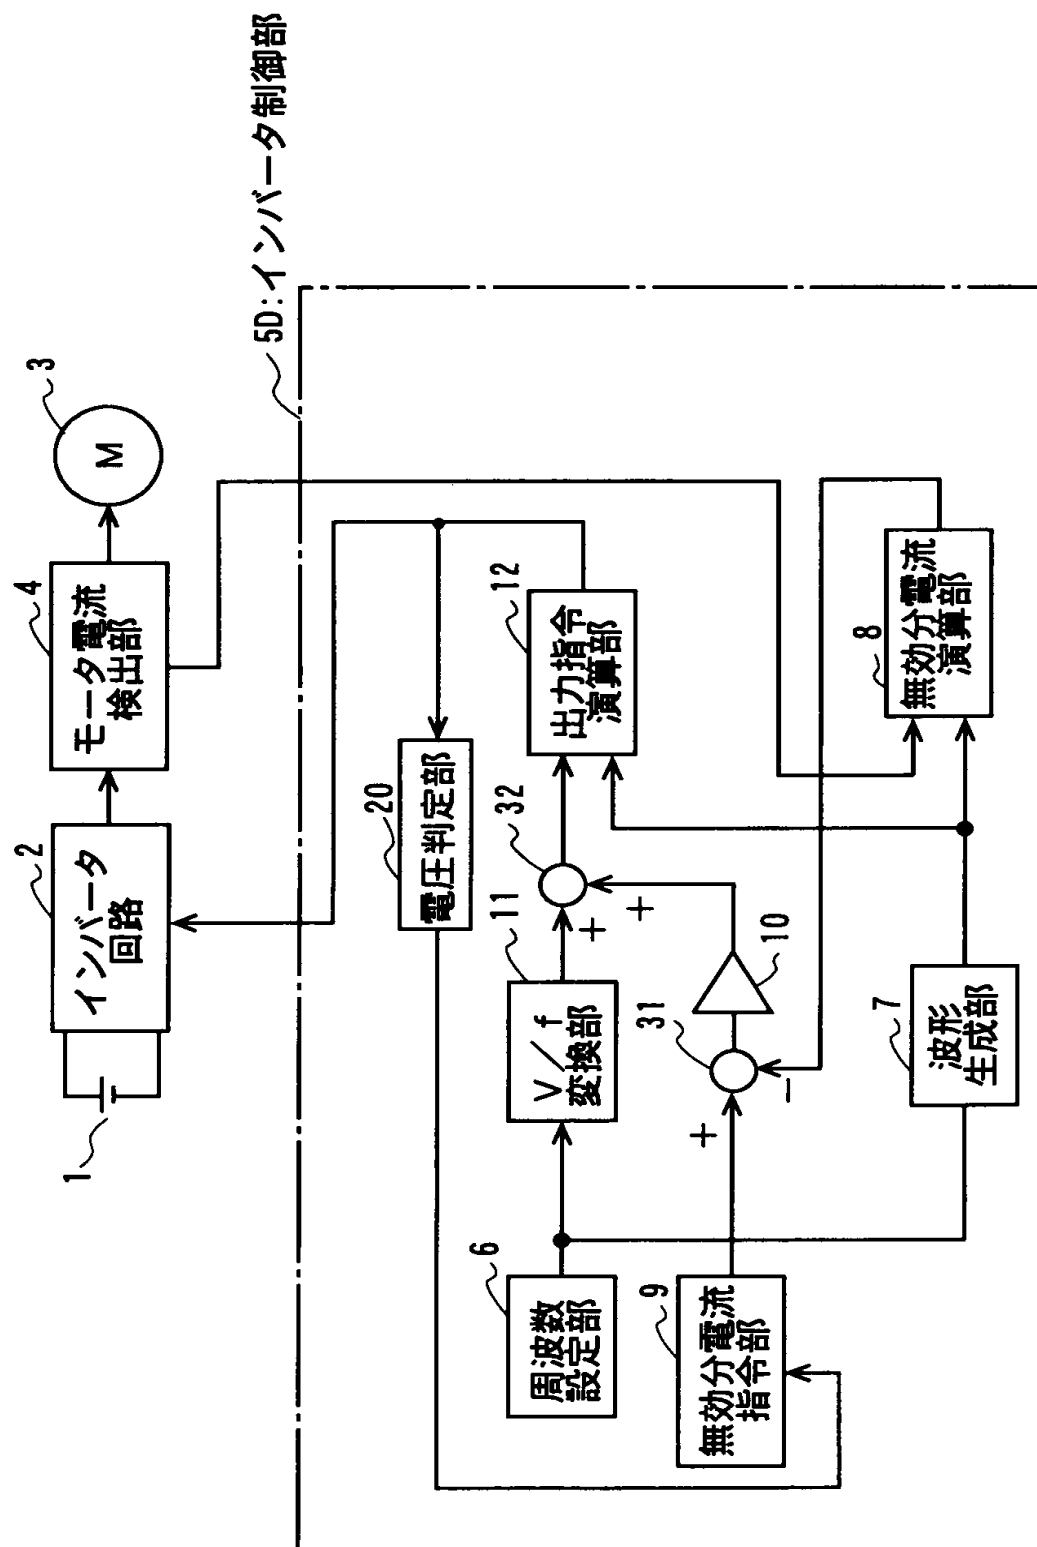 1
2
インバータ
回路
4
モータ電流
検出部
3
M
5D:インバータ制御部
20
電圧判定部
6
周波数
設定部
11
V/f
変換部
+
32
+
12
出力指令
演算部
9
無効分電流
指令部
+
31
-
10
7
波形
生成部
8
無効分電流
演算部